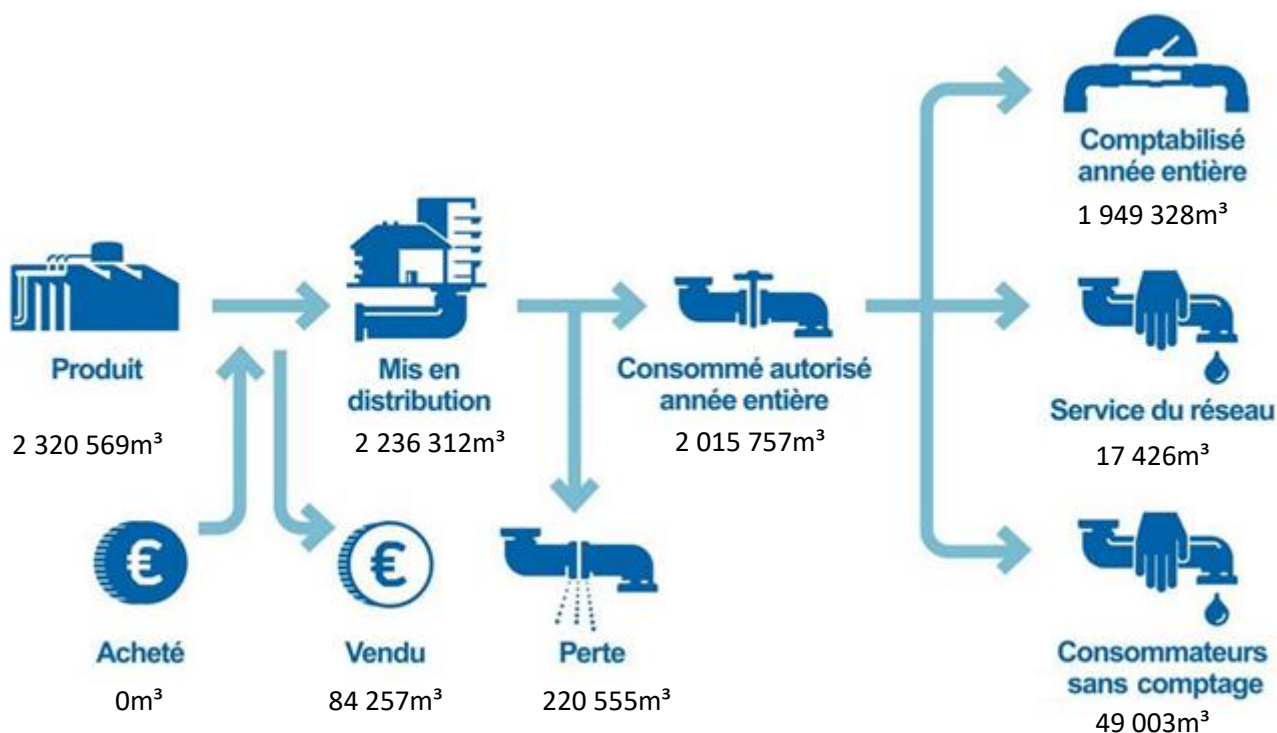 Comptabilisé
année entière
1 949 328m³
Produit
2 320 569m³
Mis en
distribution
2 236 312m³
Consommé autorisé
année entière
2 015 757m³
Service du réseau
17 426m³
€
Acheté
0m³
€
Vendu
84 257m³
Perte
220 555m³
Consommateurs
sans comptage
49 003m³